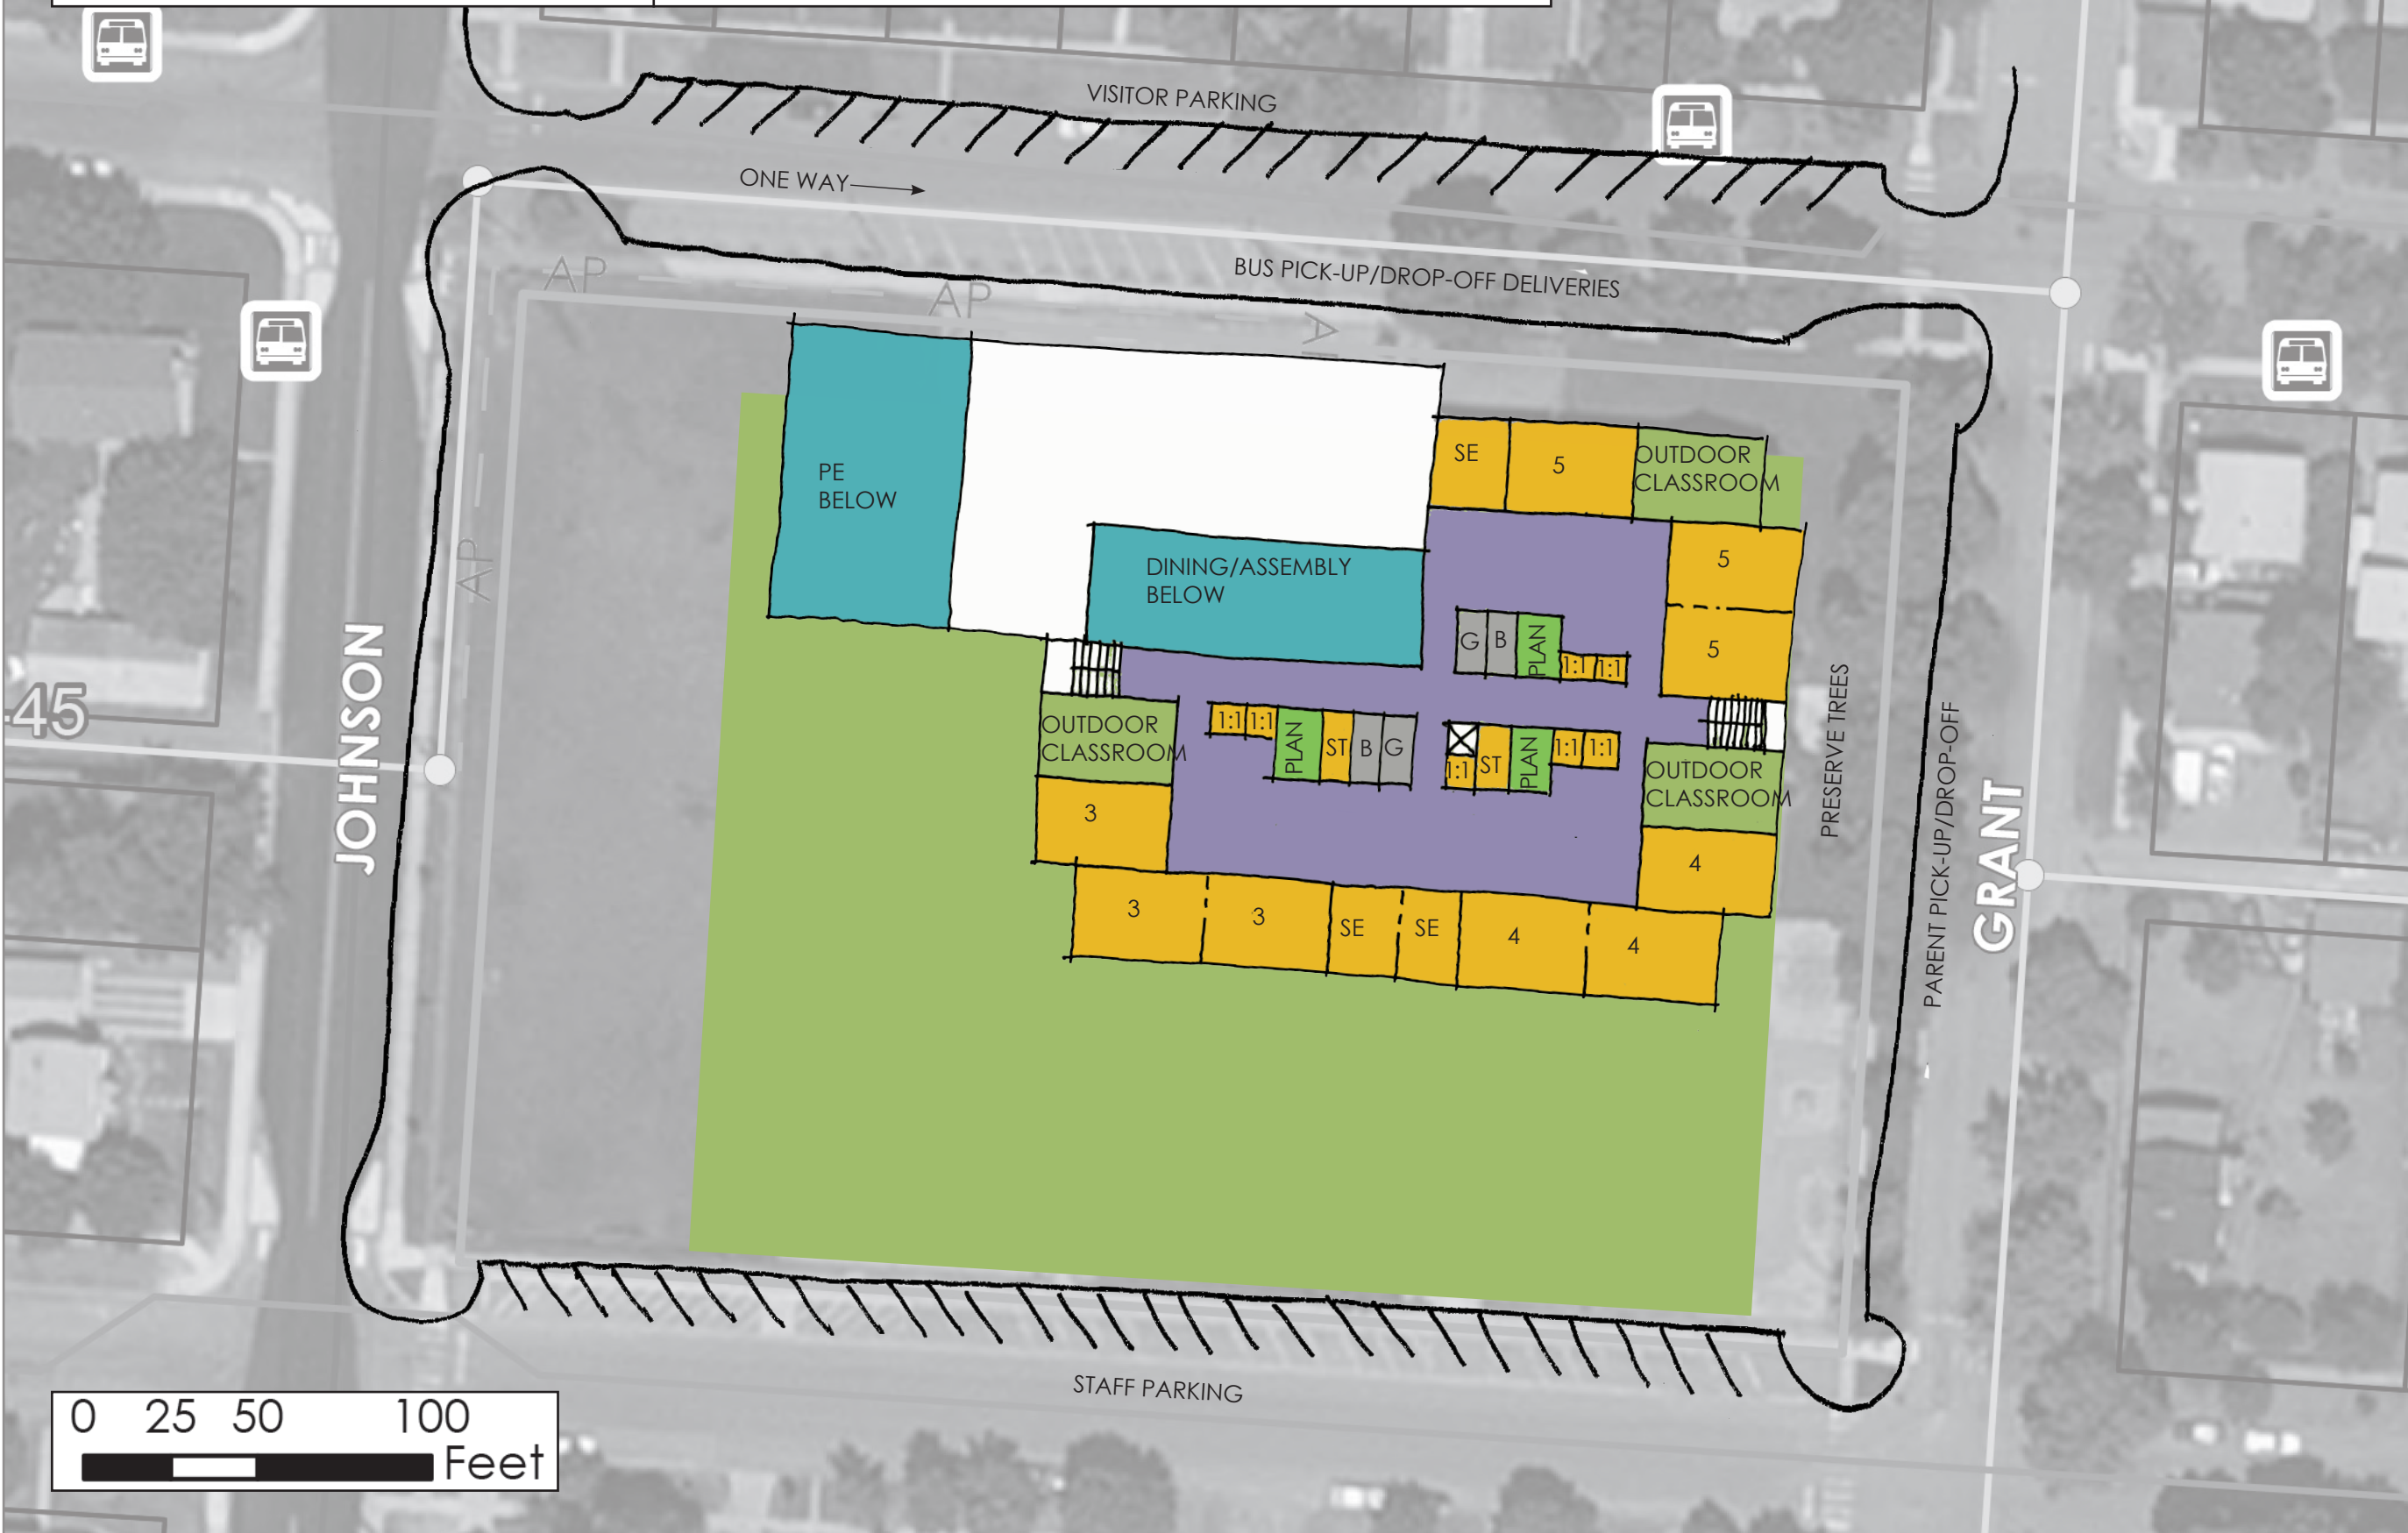 VISITOR PARKING
ONE WAY
BUS PICK-UP/DROP-OFF DELIVERIES
AP
AP
A
AP
PE
BELOW
DINING/ASSEMBLY
BELOW
SE
5
OUTDOOR
CLASSROOM
5
5
G
B
PLAN
1:1
1:1
OUTDOOR
CLASSROOM
1:1
1:1
PLAN
ST
B
G
1:1
ST
PLAN
1:1
1:1
OUTDOOR
CLASSROOM
3
4
3
3
SE
SE
4
4
PRESERVE TREES
PARENT PICK-UP/DROP-OFF
JOHNSON
GRANT
45
STAFF PARKING
0 25 50 100
Feet